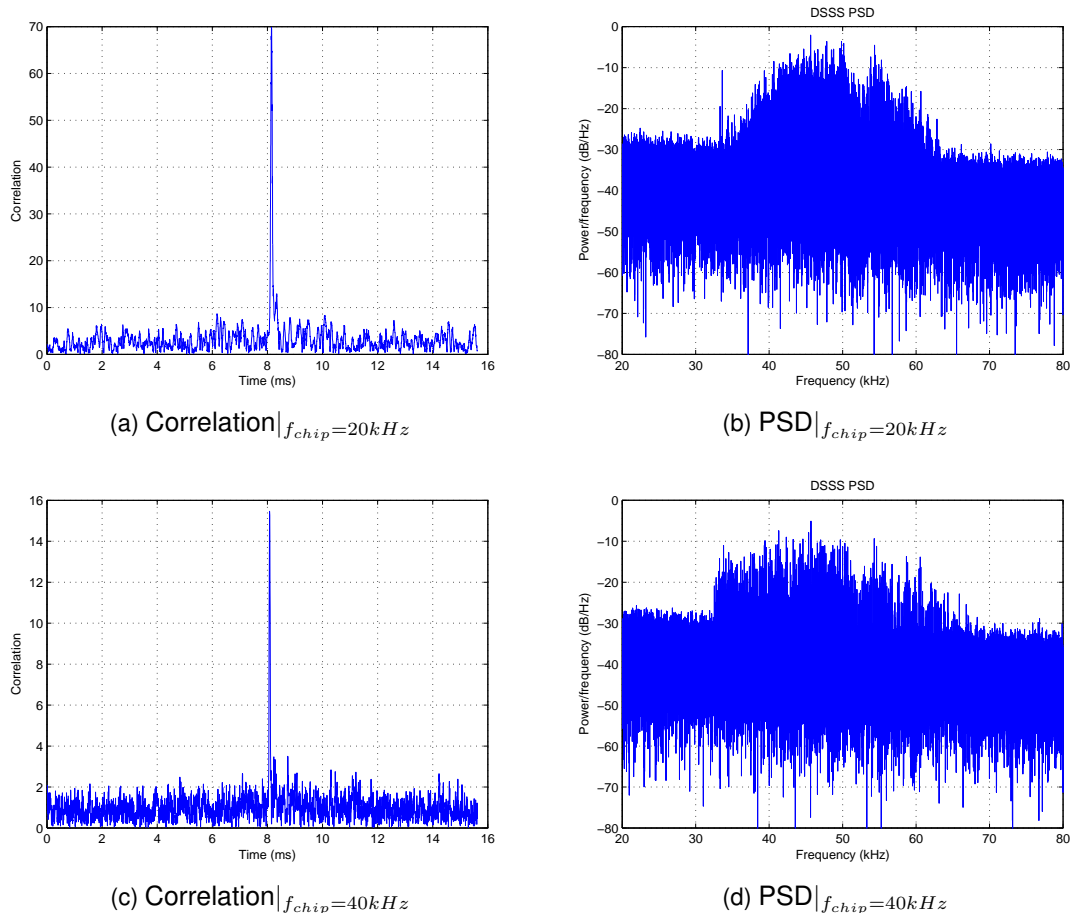 70
60
50
40
30
20
10
0
Correlation
0 2 4 6 8 10 12 14 16
Time (ms)
(a) Correlation|f_chip=20kHz
DSSS PSD
0
−10
−20
−30
−40
−50
−60
−70
−80
Power/frequency (dB/Hz)
20 30 40 50 60 70 80
Frequency (kHz)
(b) PSD|f_chip=20kHz
16
14
12
10
8
6
4
2
0
Correlation
0 2 4 6 8 10 12 14 16
Time (ms)
(c) Correlation|f_chip=40kHz
DSSS PSD
0
−10
−20
−30
−40
−50
−60
−70
−80
Power/frequency (dB/Hz)
20 30 40 50 60 70 80
Frequency (kHz)
(d) PSD|f_chip=40kHz